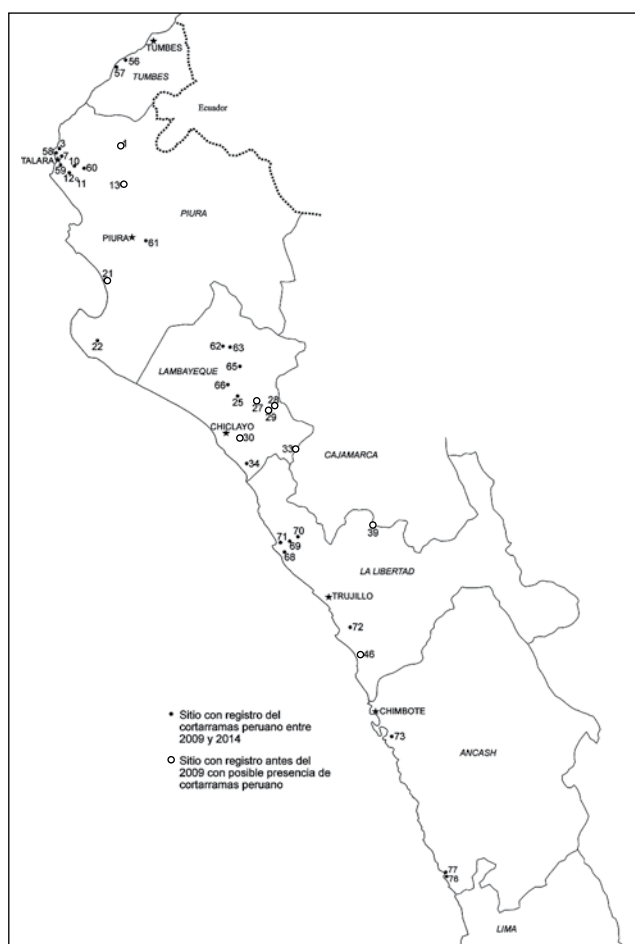 TUMBES
56
57
TUMBES
Ecuador
3
1
58
7
TALARA
10
60
59
12
11
13
PIURA
PIURA
61
21
22
62
63
LAMBAYEQUE
65
66
25
27
28
29
CHICLAYO
30
33
CAJAMARCA
34
39
70
71
69
68
LA LIBERTAD
TRUJILLO
72
46
CHIMBOTE
73
ANCASH
Sitio con registro del
cortarramas peruano entre
2009 y 2014
Sitio con registro antes del
2009 con posible presencia de
cortarramas peruano
77
76
LIMA